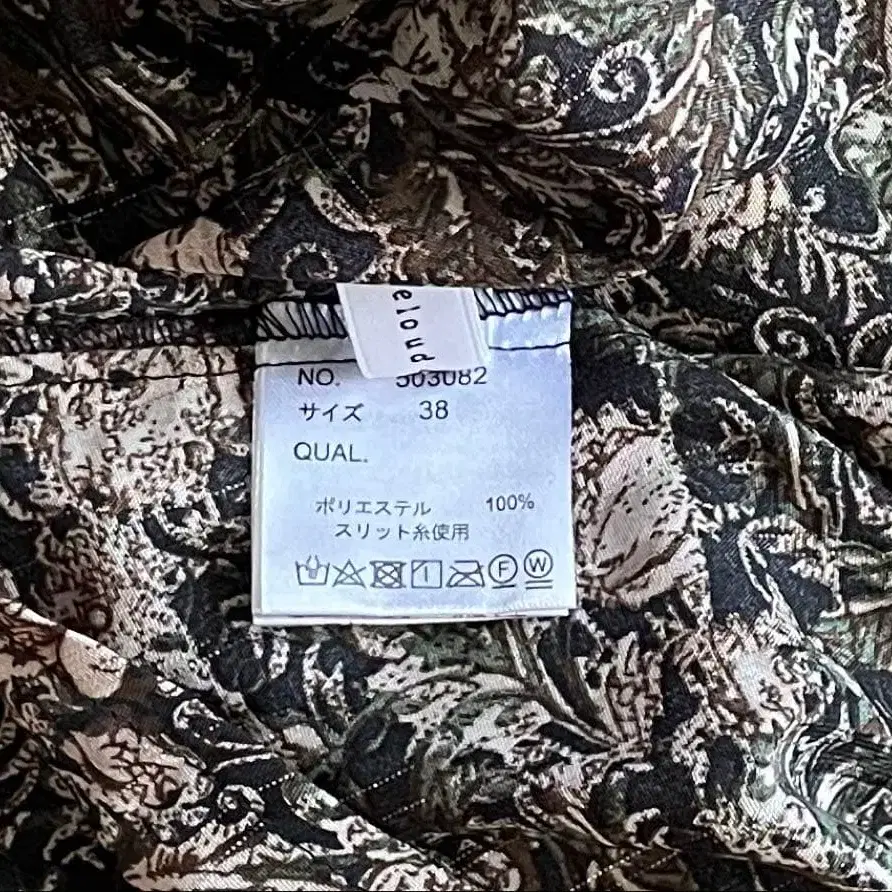 eloud
NO. 503082
サイズ 38
QUAL.
ポリエステル 100%
スリット糸使用
F W